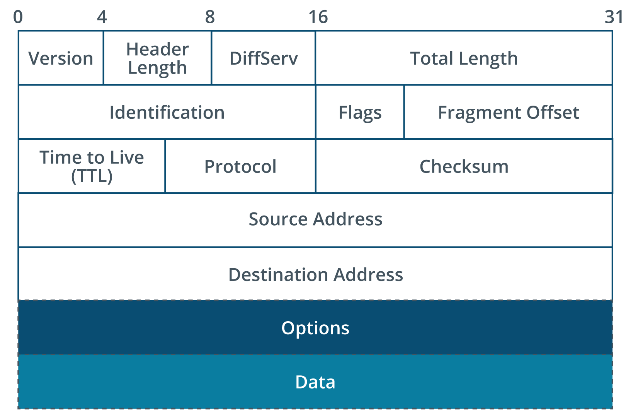 0 4 8 16 31
Version Header Length DiffServ Total Length
Identification Flags Fragment Offset
Time to Live (TTL) Protocol Checksum
Source Address
Destination Address
Options
Data